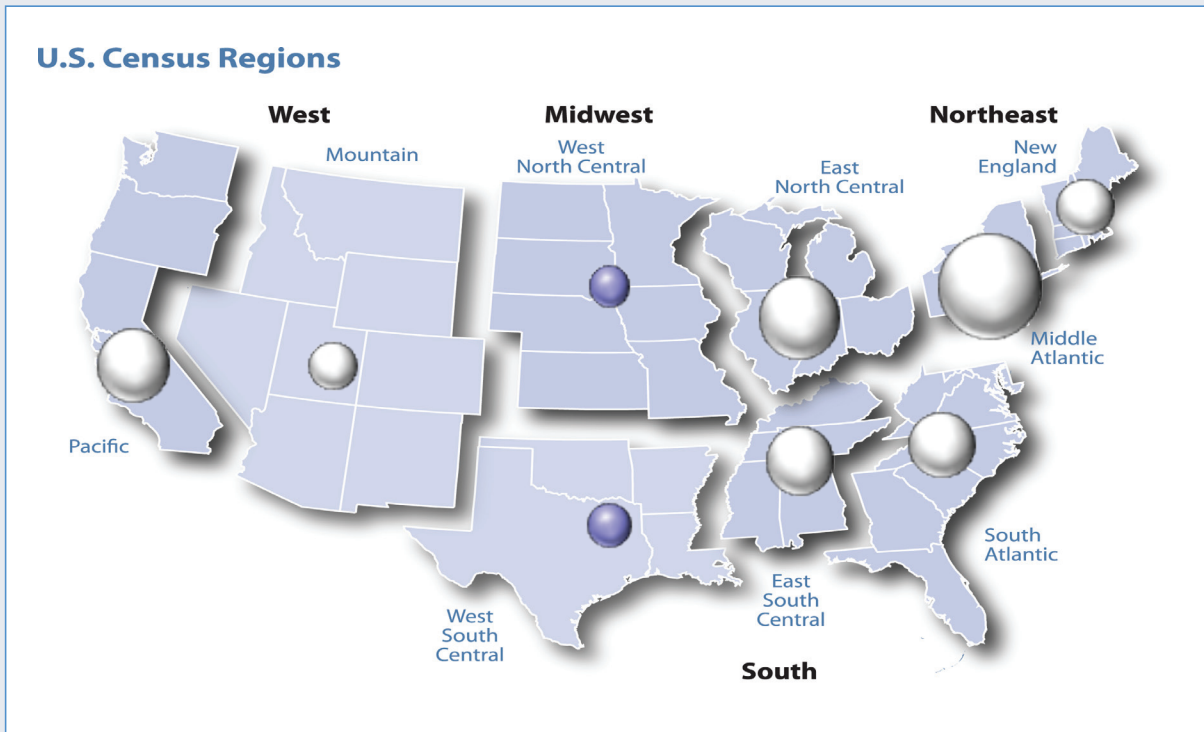 U.S. Census Regions
West
Midwest
Northeast
Mountain
West
North Central
East
North Central
New
England
Middle
Atlantic
Pacific
South
Atlantic
East
South
Central
West
South
Central
South